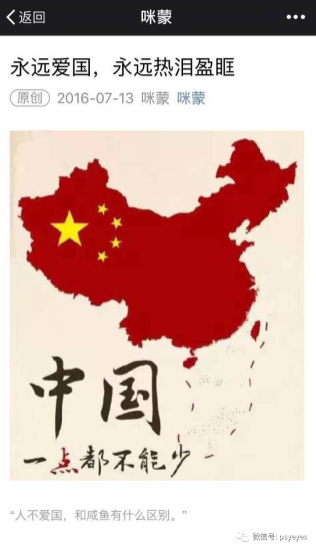 返回
咪蒙
永远爱国，永远热泪盈眶
原创 2016-07-13 咪蒙 咪蒙
中国
一点都不能少
“人不爱国，和咸鱼有什么区别。”
微信号: psyeyes